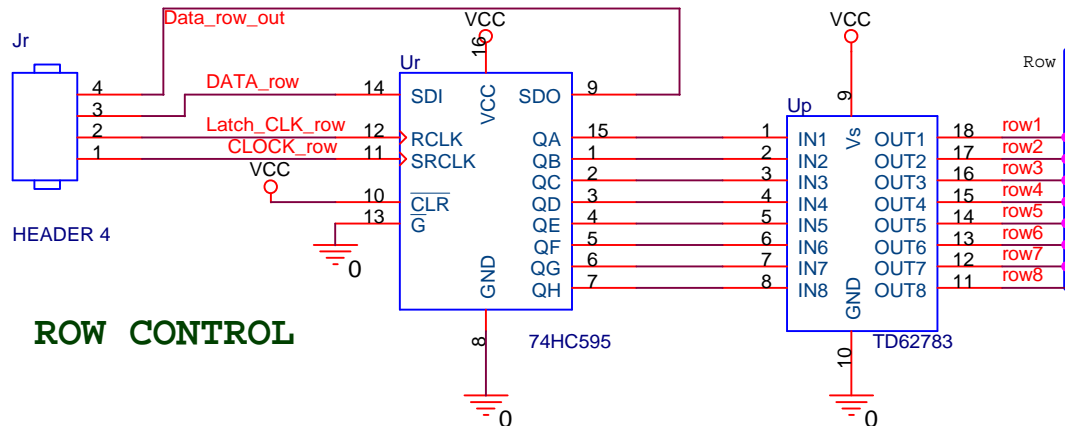 Data_row_out
VCC
VCC
Jr
Ur
16
Row
4
DATA_row
14
SDI
VCC
SDO
9
Up
9
3
2
Latch_CLK_row
12
RCLK
QA
15
1
IN1
Vs
OUT1
18
row1
1
CLOCK_row
11
SRCLK
QB
1
2
IN2
OUT2
17
row2
VCC
QC
2
3
IN3
OUT3
16
row3
10
CLR
QD
3
4
IN4
OUT4
15
row4
13
G
QE
4
5
IN5
OUT5
14
row5
HEADER 4
QF
5
6
IN6
OUT6
13
row6
0
QG
6
7
IN7
OUT7
12
row7
GND
QH
7
8
IN8
GND
OUT8
11
row8
ROW CONTROL
8
74HC595
10
TD62783
0
0